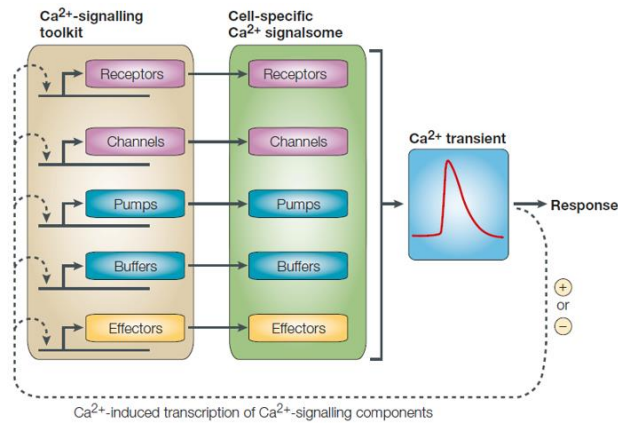 Ca2+-signalling
toolkit
Cell-specific
Ca2+ signalsome
Receptors
Receptors
Channels
Channels
Ca2+ transient
Pumps
Pumps
Response
Buffers
Buffers
+
or
−
Effectors
Effectors
Ca2+-induced transcription of Ca2+-signalling components